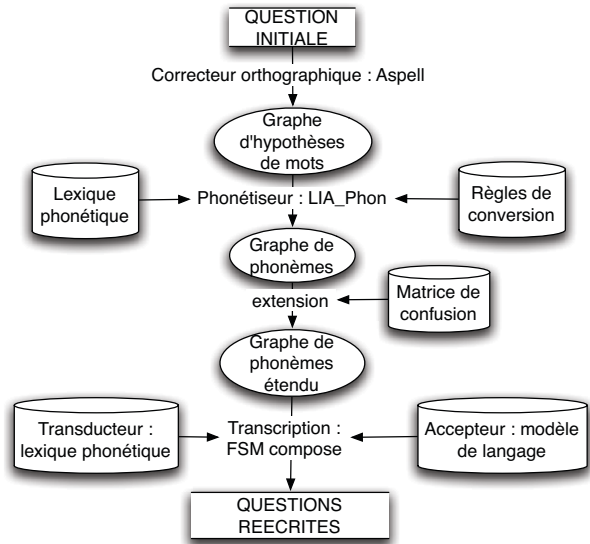 QUESTION
INITIALE
Correcteur orthographique : Aspell
Graphe
d'hypothèses
de mots
Lexique
phonétique
Phonétiseur : LIA_Phon
Règles de
conversion
Graphe de
phonèmes
extension
Matrice de
confusion
Graphe de
phonèmes
étendu
Transducteur :
lexique phonétique
Transcription :
FSM compose
Accepteur : modèle
de langage
QUESTIONS
REECRITES